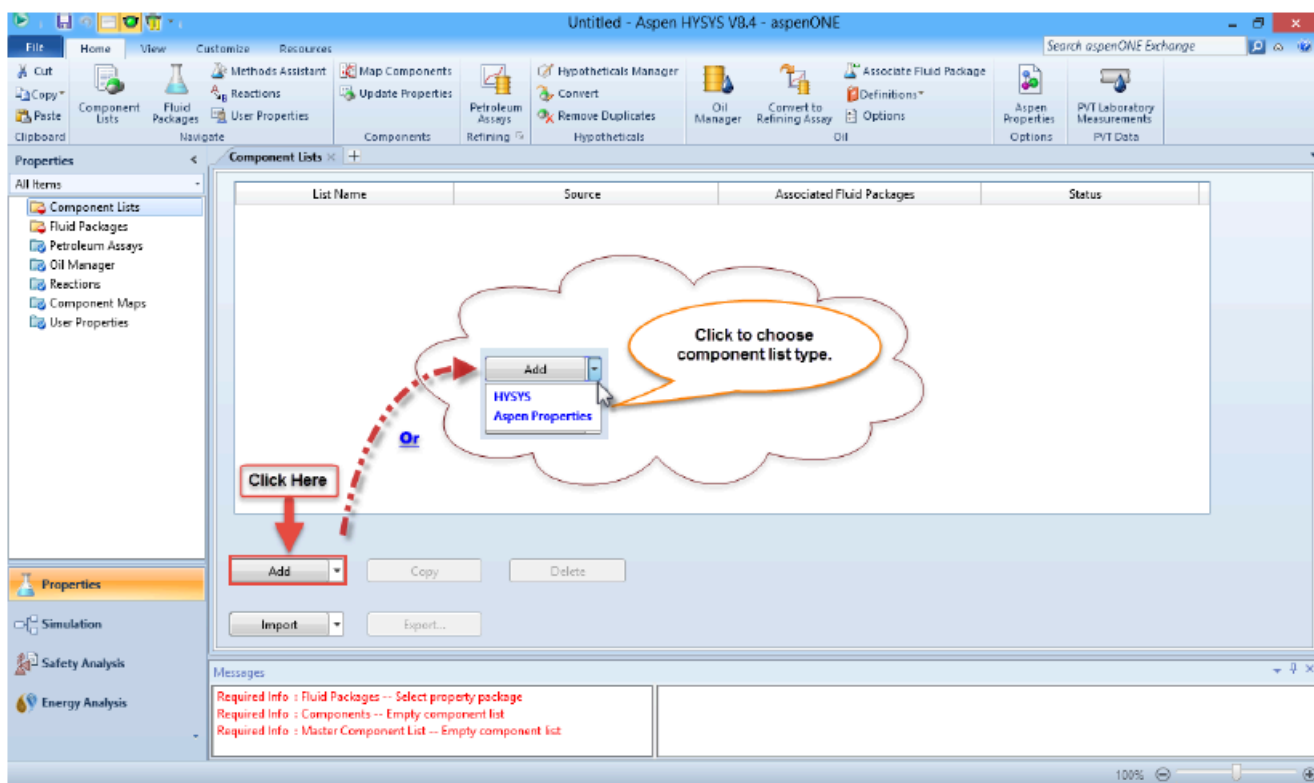 Untitled - Aspen HYSYS V8.4 - aspenONE
File Home View Customize Resources
Search aspenONE Exchange
Cut
Copy
Paste
Clipboard
Component Lists
Fluid Packages
Methods Assistant
Reactions
User Properties
Navigate
Map Components
Update Properties
Components
Petroleum Assays
Refining
Hypotheticals Manager
Convert
Remove Duplicates
Hypotheticals
Oil Manager
Convert to Refining Assay
Associate Fluid Package
Definitions
Options
Oil
Aspen Properties
Options
PVT Laboratory Measurements
PVT Data
Properties <
All Items
Component Lists
Fluid Packages
Petroleum Assays
Oil Manager
Reactions
Component Maps
User Properties
Properties
Simulation
Safety Analysis
Energy Analysis
Component Lists × +
List Name Source Associated Fluid Packages Status
Click to choose
component list type.
Add
HYSYS
Aspen Properties
Or
Click Here
Add Copy Delete
Import Export...
Messages
Required Info : Fluid Packages -- Select property package
Required Info : Components -- Empty component list
Required Info : Master Component List -- Empty component list
100%